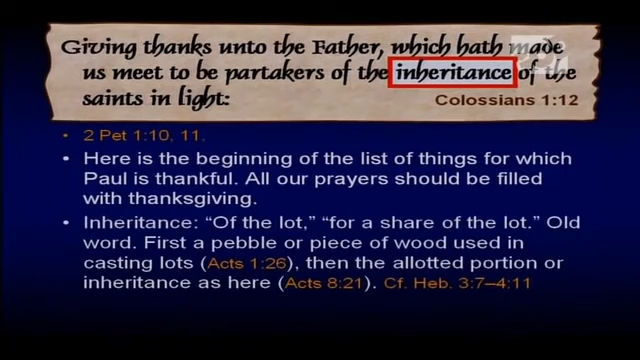 Giving thanks unto the Father, which hath made
us meet to be partakers of the inheritance of the
saints in light:
Colossians 1:12
• 2 Pet 1:10, 11.
• Here is the beginning of the list of things for which
Paul is thankful. All our prayers should be filled
with thanksgiving.
• Inheritance: “Of the lot,” “for a share of the lot.” Old
word. First a pebble or piece of wood used in
casting lots (Acts 1:26), then the allotted portion or
inheritance as here (Acts 8:21). Cf. Heb. 3:7–4:11